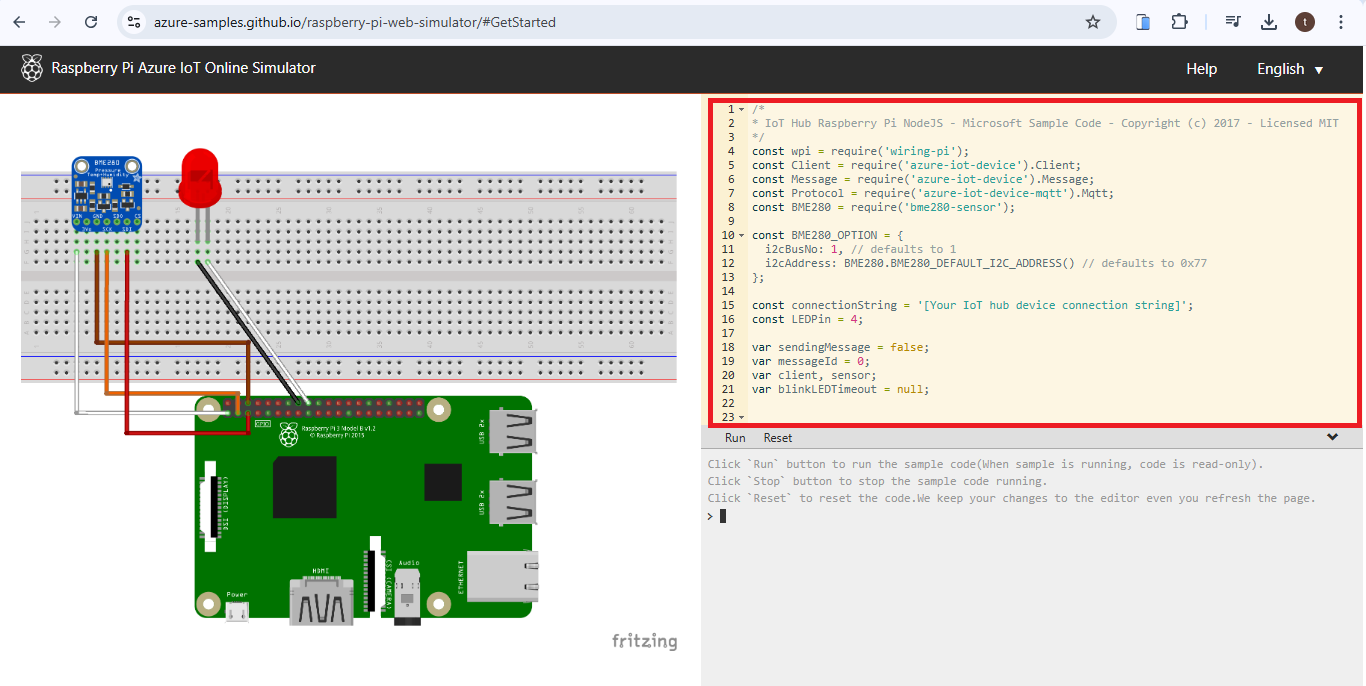 azure-samples.github.io/raspberry-pi-web-simulator/#GetStarted
t
Raspberry Pi Azure IoT Online Simulator
Help
English
BME280
Pressure
Temp+Humidity
VIN GND SDO CS
3Vo SCK SDI
GPIO
Raspberry Pi 3 Model B v1.2
© Raspberry Pi 2015
USB 2x
USB 2x
DSI (DISPLAY)
CSI (CAMERA)
Power
HDMI
Audio
ETHERNET
fritzing
1 /*
2 * IoT Hub Raspberry Pi NodeJS - Microsoft Sample Code - Copyright (c) 2017 - Licensed MIT
3 */
4 const wpi = require('wiring-pi');
5 const Client = require('azure-iot-device').Client;
6 const Message = require('azure-iot-device').Message;
7 const Protocol = require('azure-iot-device-mqtt').Mqtt;
8 const BME280 = require('bme280-sensor');
9
10 const BME280_OPTION = {
11 i2cBusNo: 1, // defaults to 1
12 i2cAddress: BME280.BME280_DEFAULT_I2C_ADDRESS() // defaults to 0x77
13 };
14
15 const connectionString = '[Your IoT hub device connection string]';
16 const LEDPin = 4;
17
18 var sendingMessage = false;
19 var messageId = 0;
20 var client, sensor;
21 var blinkLEDTimeout = null;
22
23
Run Reset
Click `Run` button to run the sample code(When sample is running, code is read-only).
Click `Stop` button to stop the sample code running.
Click `Reset` to reset the code.We keep your changes to the editor even you refresh the page.
>